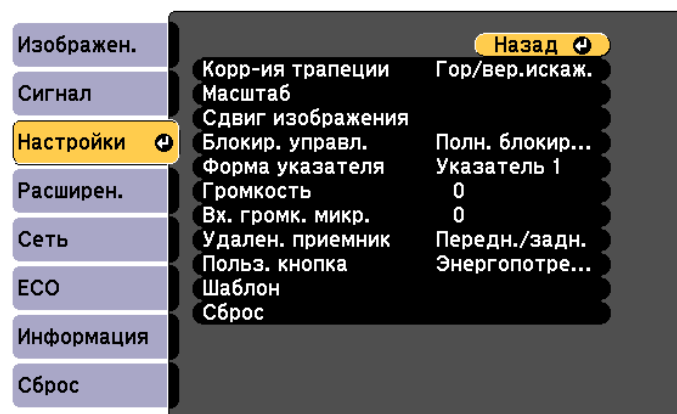 Изображен.
Сигнал
Настройки
Расширен.
Сеть
ECO
Информация
Сброс
Назад
Корр-ия трапеции Гор/вер.искаж.
Масштаб
Сдвиг изображения
Блокир. управл. Полн. блокир...
Форма указателя Указатель 1
Громкость 0
Вх. громк. микр. 0
Удален. приемник Передн./задн.
Польз. кнопка Энергопотре...
Шаблон
Сброс